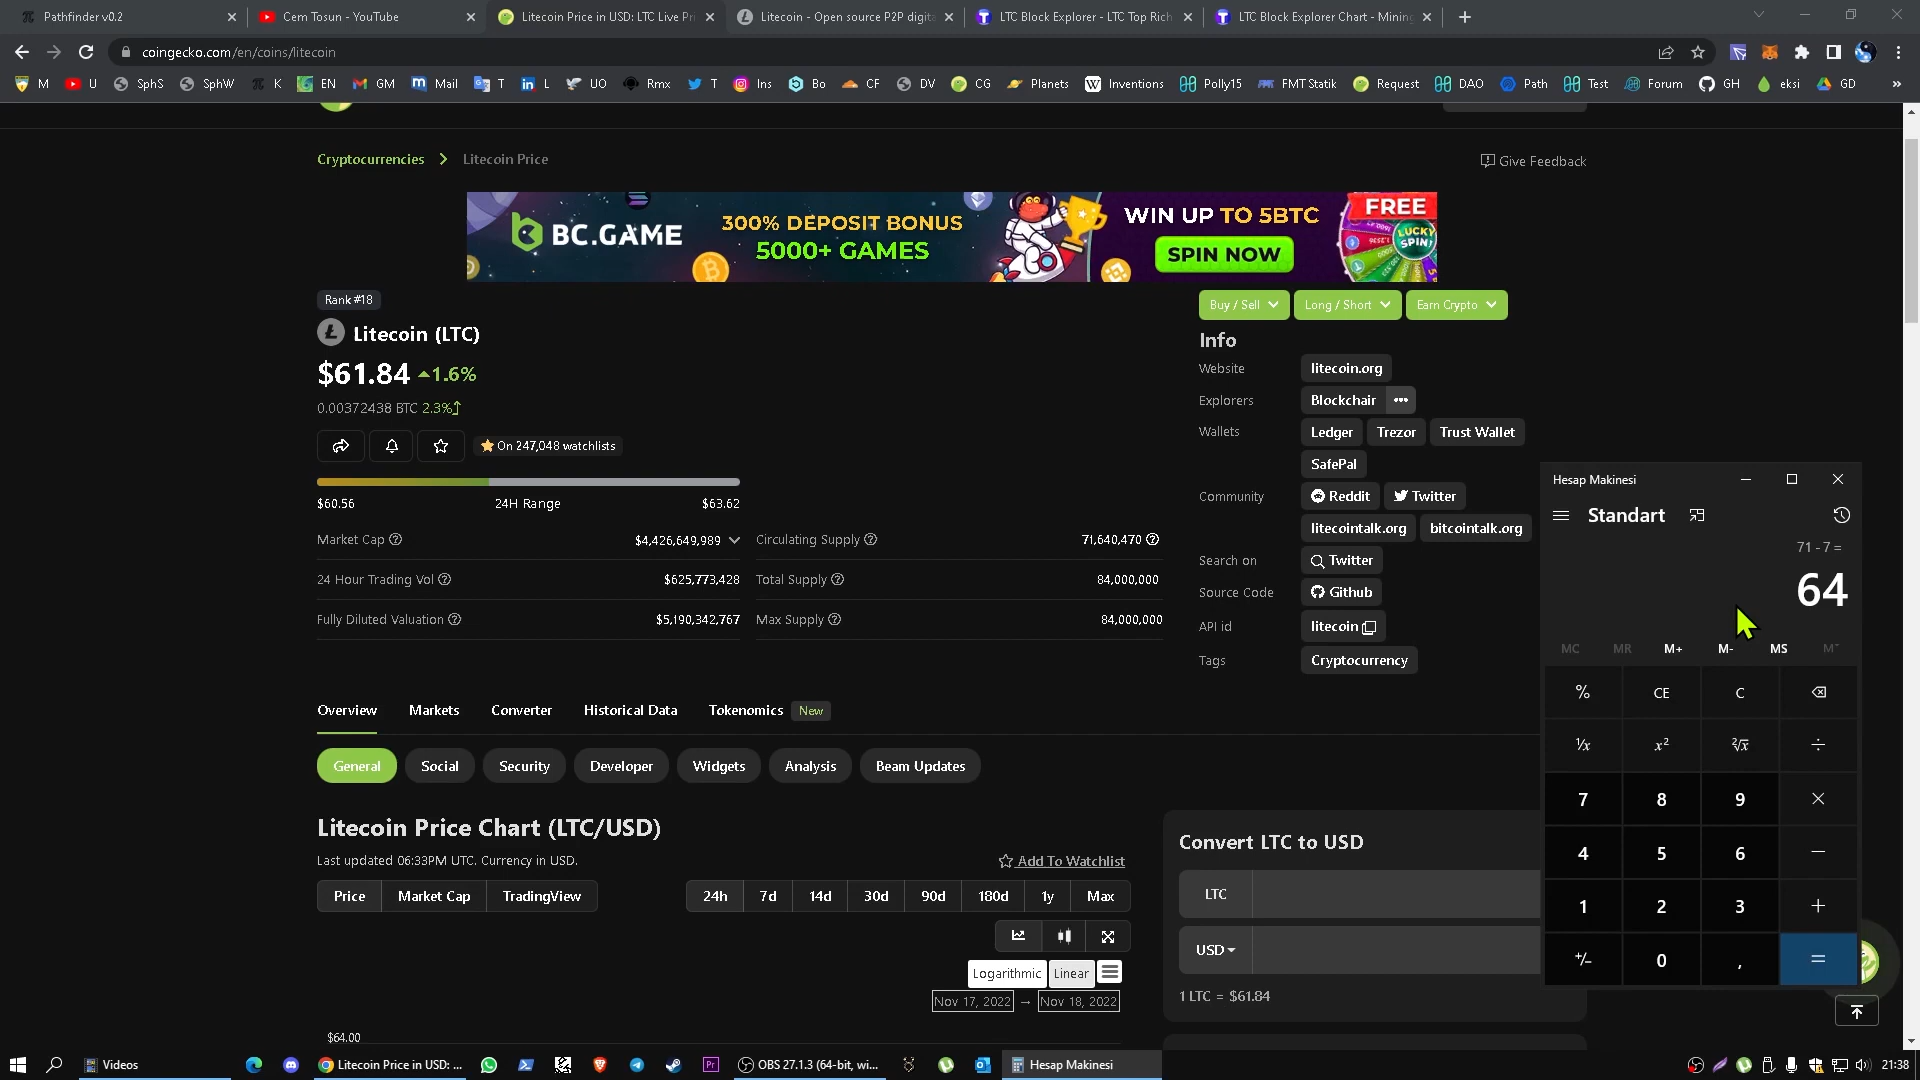 Pathfinder v0.2
Cem Tosun - YouTube
Litecoin Price in USD: LTC Live Pri
Litecoin - Open source P2P digita
LTC Block Explorer - LTC Top Rich
LTC Block Explorer Chart - Mining
coingecko.com/en/coins/litecoin
M U SphS SphW K EN GM Mail T L UO Rmx T Ins Bo CF DV CG Planets Inventions Polly15 FMT Statik Request DAO Path Test Forum GH eksi GD »
Cryptocurrencies Litecoin Price
Give Feedback
BC.GAME
300% DEPOSIT BONUS
5000+ GAMES
WIN UP TO 5BTC
SPIN NOW
FREE
LUCKY
SPIN!
Rank #18
Litecoin (LTC)
$61.84 1.6%
0.00372438 BTC 2.3%
On 247,048 watchlists
$60.56 24H Range $63.62
Market Cap $4,426,649,989
24 Hour Trading Vol $625,773,428
Fully Diluted Valuation $5,190,342,767
Circulating Supply 71,640,470
Total Supply 84,000,000
Max Supply 84,000,000
Buy / Sell Long / Short Earn Crypto
Info
Website litecoin.org
Explorers Blockchair •••
Wallets Ledger Trezor Trust Wallet
SafePal
Community Reddit Twitter
litecointalk.org bitcointalk.org
Search on Twitter
Source Code Github
API id litecoin
Tags Cryptocurrency
Overview Markets Converter Historical Data Tokenomics New
General Social Security Developer Widgets Analysis Beam Updates
Litecoin Price Chart (LTC/USD)
Last updated 06:33PM UTC. Currency in USD.
Add To Watchlist
Price Market Cap TradingView
24h 7d 14d 30d 90d 180d 1y Max
Logarithmic Linear
Nov 17, 2022 → Nov 18, 2022
$64.00
Convert LTC to USD
LTC
USD
1 LTC = $61.84
Hesap Makinesi
Standart
71 - 7 =
64
MC MR M+ M- MS M
% CE C
⅟x x² ²√x ÷
7 8 9 ×
4 5 6 −
1 2 3 +
+/− 0 , =
Videos
Litecoin Price in USD: ...
Pr
OBS 27.1.3 (64-bit, wi...
Hesap Makinesi
21:38